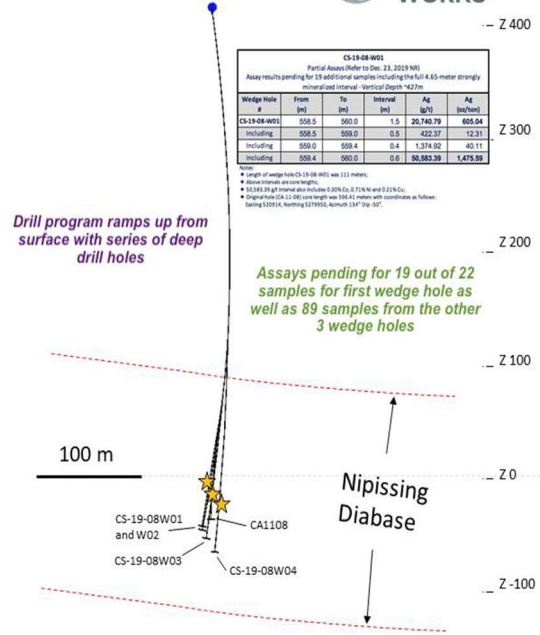 WORKS
Z 400
CS-19-08-W01
Partial Assays (Refer to Dec. 23, 2019 NR)
Assay results pending for 19 additional samples including the full 4.65-meter strongly
mineralized interval - Vertical Depth ~427m
Wedge Hole # From (m) To (m) Interval (m) Ag (g/t) Ag (oz/ton)
CS-19-08-W01 558.5 560.0 1.5 20,740.79 605.04
Including 558.5 559.0 0.5 422.37 12.31
Including 559.0 559.4 0.4 1,374.92 40.11
Including 559.4 560.0 0.6 50,583.39 1,475.59
Notes:
Length of wedge hole CS-19-08-W01 was 111 meters;
Above intervals are core lengths;
50,583.39 g/t interval also includes 0.30% Co, 0.71% Ni and 0.21% Cu;
Original hole (CA-11-08) core length was 596.41 meters with coordinates as follows:
Easting 520914, Northing 5279950, Azimuth 134° Dip -50°.
Z 300
Drill program ramps up from
surface with series of deep
drill holes
Z 200
Assays pending for 19 out of 22
samples for first wedge hole as
well as 89 samples from the other
3 wedge holes
Z 100
100 m
Z 0
Nipissing
Diabase
CS-19-08W01
and W02
CA1108
CS-19-08W03
CS-19-08W04
Z -100